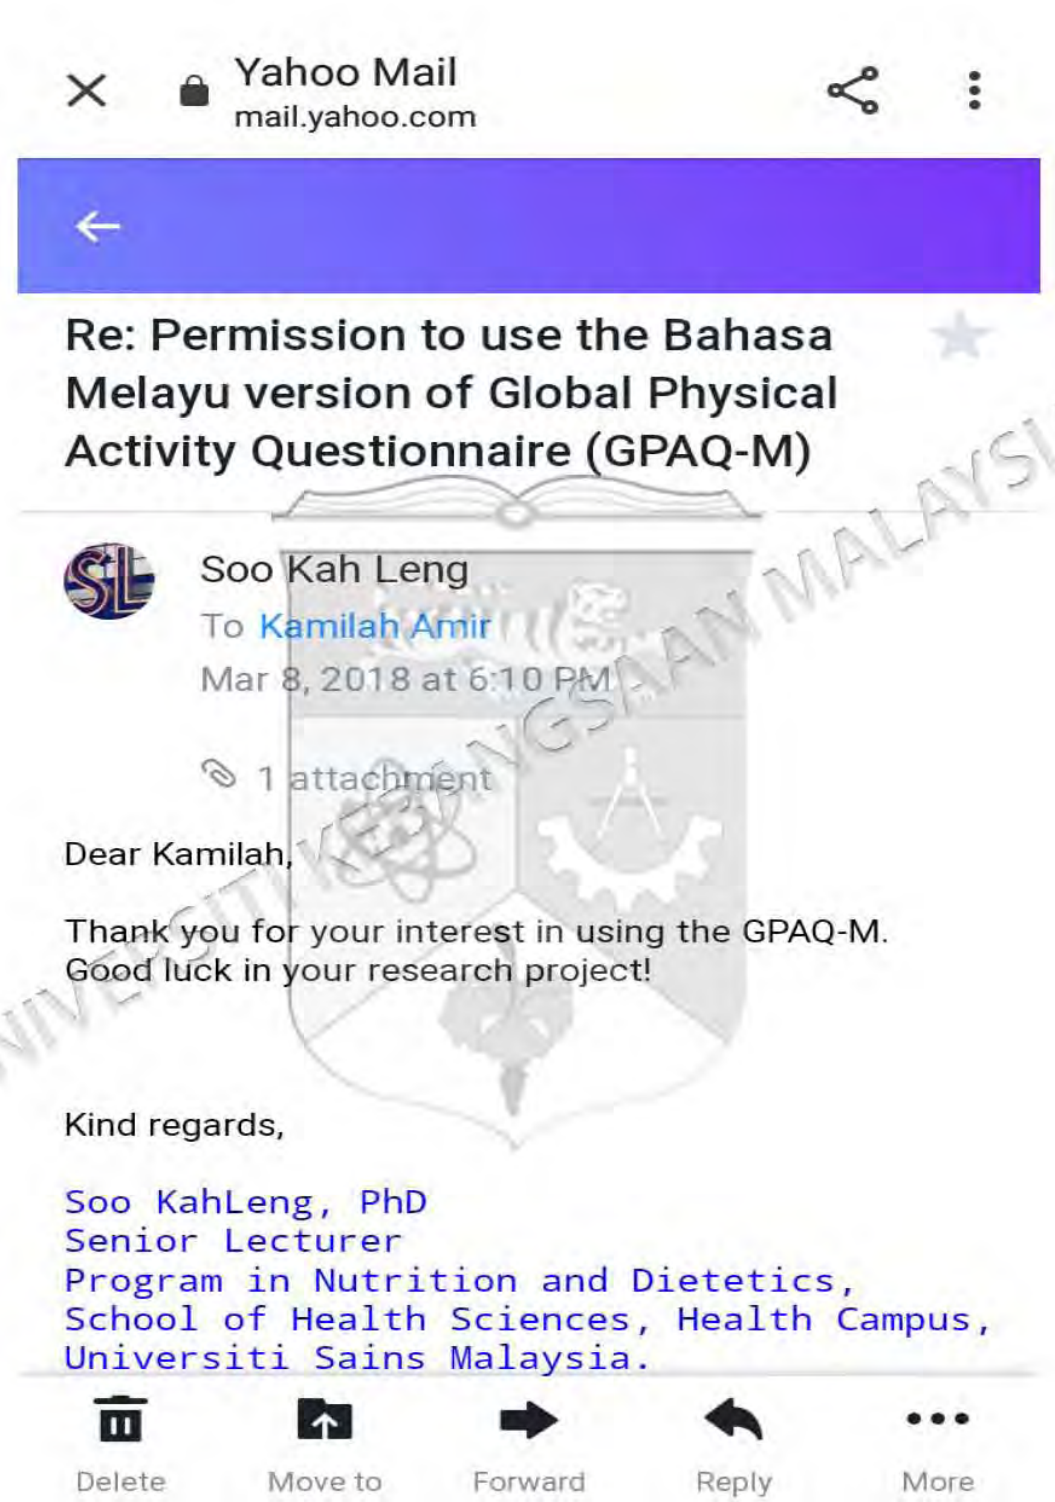 Yahoo Mail
mail.yahoo.com
Re: Permission to use the Bahasa
Melayu version of Global Physical
Activity Questionnaire (GPAQ-M)
SL
Soo Kah Leng
To Kamilah Amir
Mar 8, 2018 at 6:10 PM
1 attachment
Dear Kamilah,
Thank you for your interest in using the GPAQ-M.
Good luck in your research project!
Kind regards,
Soo KahLeng, PhD
Senior Lecturer
Program in Nutrition and Dietetics,
School of Health Sciences, Health Campus,
Universiti Sains Malaysia.
Delete Move to Forward Reply More
NIVERSITI KEBANGSAAN MALAYSI